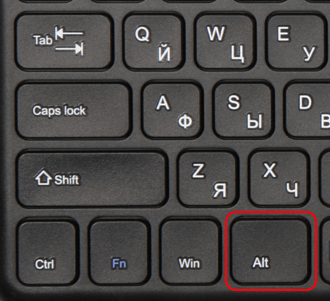 Tab Q Й W Ц E У
Caps lock A Ф S Ы D В
Shift Z Я X Ч
Ctrl Fn Win Alt